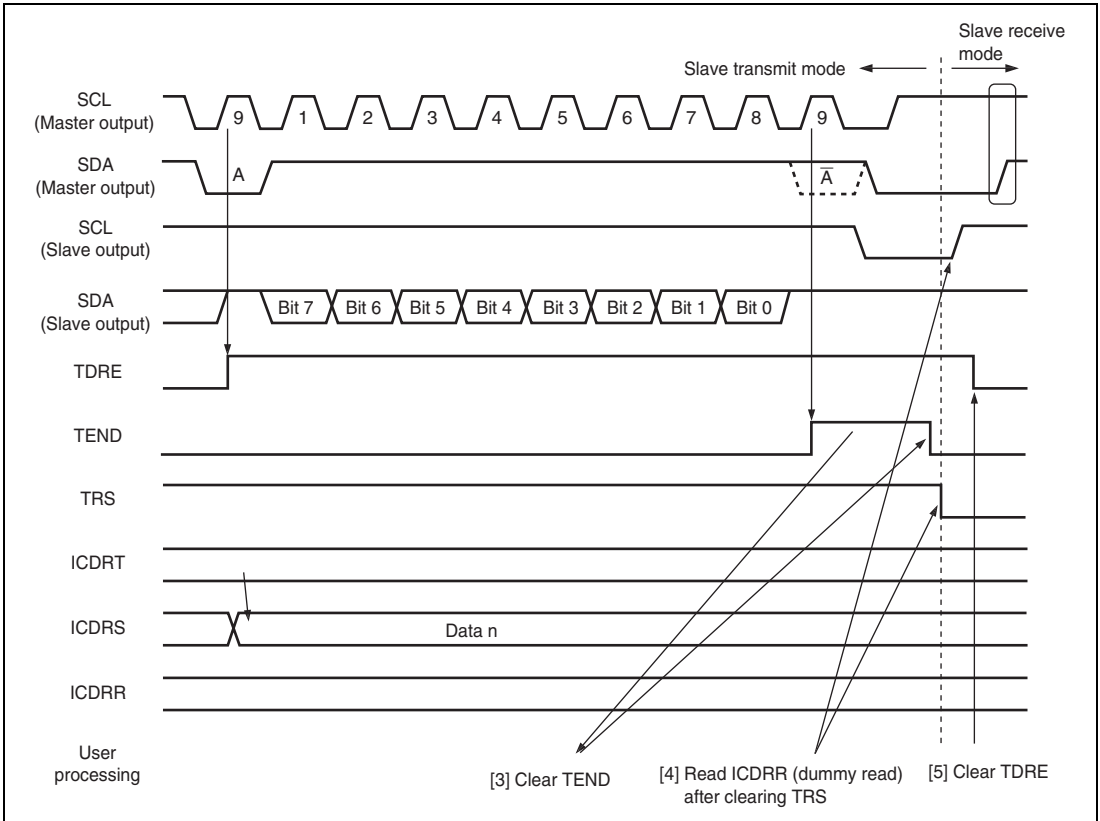 Slave receive
mode
Slave transmit mode
SCL
(Master output)
9 1 2 3 4 5 6 7 8 9
SDA
(Master output)
A A̅
SCL
(Slave output)
SDA
(Slave output)
Bit 7 Bit 6 Bit 5 Bit 4 Bit 3 Bit 2 Bit 1 Bit 0
TDRE
TEND
TRS
ICDRT
ICDRS
Data n
ICDRR
User
processing
[3] Clear TEND
[4] Read ICDRR (dummy read)
after clearing TRS
[5] Clear TDRE